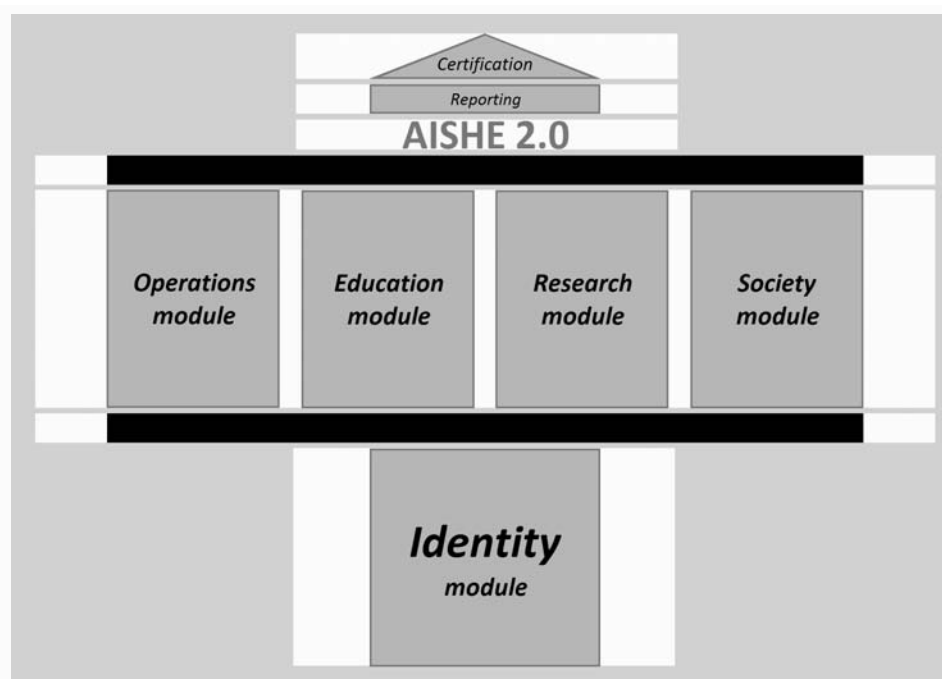 Certification
Reporting
AISHE 2.0
Operations
module
Education
module
Research
module
Society
module
Identity
module